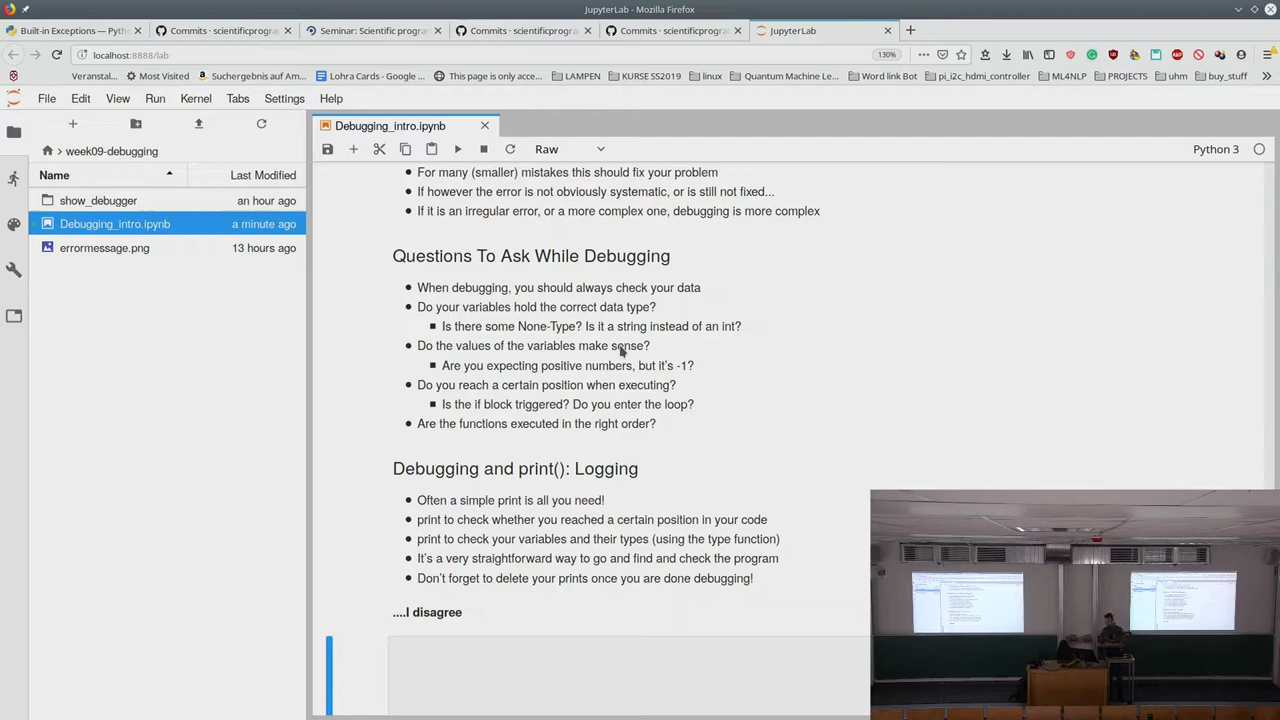 JupyterLab - Mozilla Firefox
Built-in Exceptions — Pyth
Commits · scientificprogra
Seminar: Scientific progra
Commits · scientificprogra
Commits · scientificprogra
JupyterLab
localhost:8888/lab
130%
Veranstal...
Most Visited
Suchergebnis auf Am...
Lohra Cards - Google ...
This page is only acce...
LAMPEN
KURSE SS2019
linux
Quantum Machine Le...
Word link Bot
pi_i2c_hdmi_controller
ML4NLP
PROJECTS
uhm
buy_stuff
File Edit View Run Kernel Tabs Settings Help
Debugging_intro.ipynb
Raw
Python 3
week09-debugging
Name Last Modified
show_debugger an hour ago
Debugging_intro.ipynb a minute ago
errormessage.png 13 hours ago
For many (smaller) mistakes this should fix your problem
If however the error is not obviously systematic, or is still not fixed...
If it is an irregular error, or a more complex one, debugging is more complex
Questions To Ask While Debugging
When debugging, you should always check your data
Do your variables hold the correct data type?
Is there some None-Type? Is it a string instead of an int?
Do the values of the variables make sense?
Are you expecting positive numbers, but it's -1?
Do you reach a certain position when executing?
Is the if block triggered? Do you enter the loop?
Are the functions executed in the right order?
Debugging and print(): Logging
Often a simple print is all you need!
print to check whether you reached a certain position in your code
print to check your variables and their types (using the type function)
It's a very straightforward way to go and find and check the program
Don't forget to delete your prints once you are done debugging!
....I disagree